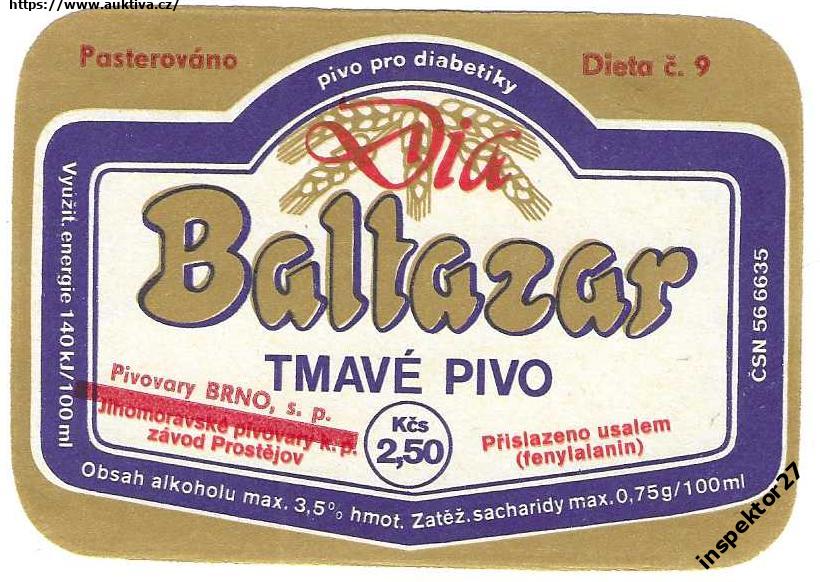 https://www.auktiva.cz/
Pasterováno
Dieta č. 9
pivo pro diabetiky
Dia
Baltazar
TMAVÉ PIVO
Využit. energie 140 kJ/100 ml
ČSN 56 6635
Pivovary BRNO, s. p.
Jihomoravské pivovary k. p.
závod Prostějov
Kčs
2,50
Přislazeno usalem
(fenylalanin)
Obsah alkoholu max. 3,5% hmot. Zatěž. sacharidy max. 0,75g/100ml
inspektor27